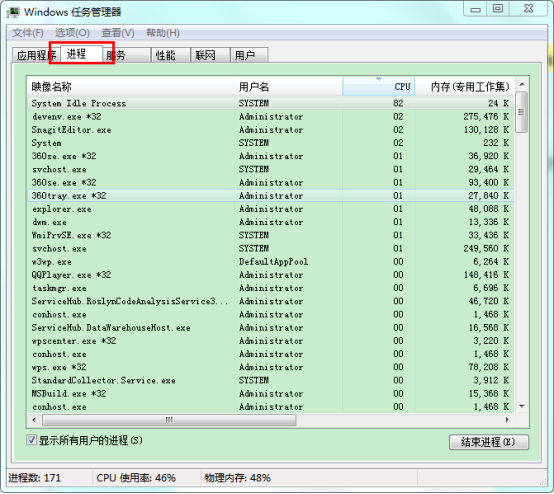 Windows 任务管理器
文件(F) 选项(O) 查看(V) 帮助(H)
应用程序 进程 服务 性能 联网 用户
映像名称 用户名 CPU 内存(专用工作集)
System Idle Process SYSTEM 82 24 K
devenv.exe *32 Administrator 02 275,476 K
SnagitEditor.exe Administrator 02 130,128 K
System SYSTEM 02 232 K
360se.exe *32 Administrator 01 36,920 K
svchost.exe SYSTEM 01 29,464 K
360se.exe *32 Administrator 01 93,400 K
360tray.exe *32 Administrator 01 27,840 K
explorer.exe Administrator 01 48,088 K
dwm.exe Administrator 01 13,336 K
WmiPrvSE.exe *32 SYSTEM 01 33,436 K
svchost.exe SYSTEM 01 249,560 K
w3wp.exe DefaultAppPool 00 6,264 K
QQPlayer.exe *32 Administrator 00 148,416 K
taskmgr.exe Administrator 00 6,696 K
ServiceHub.RoslynCodeAnalysisService3... Administrator 00 46,720 K
conhost.exe Administrator 00 1,468 K
ServiceHub.DataWarehouseHost.exe Administrator 00 16,568 K
wpscenter.exe *32 Administrator 00 3,220 K
conhost.exe Administrator 00 1,468 K
wps.exe *32 Administrator 00 78,208 K
StandardCollector.Service.exe SYSTEM 00 3,912 K
MSBuild.exe *32 Administrator 00 15,368 K
conhost.exe Administrator 00 1,468 K
显示所有用户的进程(S) 结束进程(E)
进程数: 171 CPU 使用率: 46% 物理内存: 48%